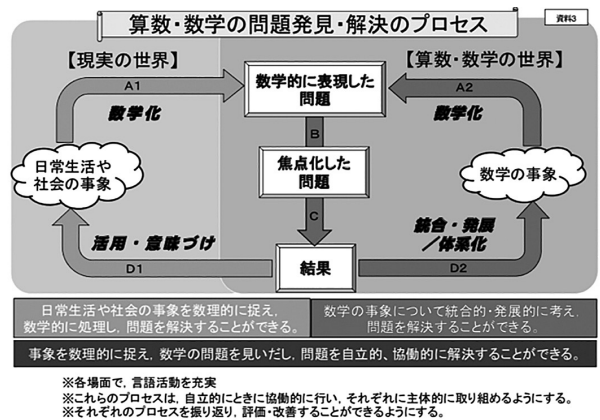 算数・数学の問題発見・解決のプロセス
資料3
【現実の世界】
【算数・数学の世界】
A1
数学的に表現した
問題
A2
数学化
数学化
B
日常生活や
社会の事象
焦点化した
問題
数学の事象
C
活用・意味づけ
統合・発展
／体系化
D1
結果
D2
日常生活や社会の事象を数理的に捉え，
数学的に処理し，問題を解決することができる。
数学の事象について統合的・発展的に考え，
問題を解決することができる。
事象を数理的に捉え，数学の問題を見いだし，問題を自立的、協働的に解決することができる。
※各場面で，言語活動を充実
※これらのプロセスは，自立的にときに協働的に行い，それぞれに主体的に取り組めるようにする。
※それぞれのプロセスを振り返り，評価・改善することができるようにする。